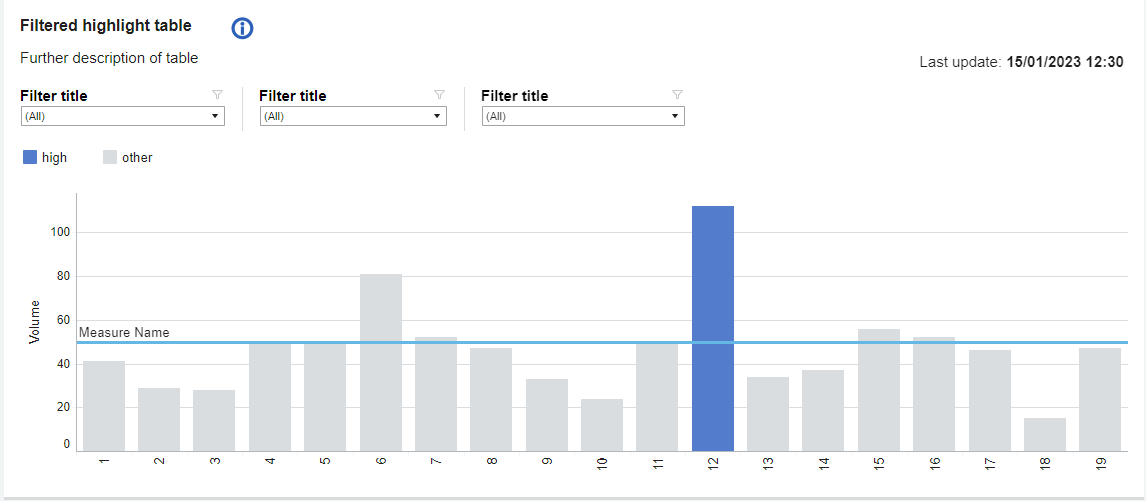 Filtered highlight table
Further description of table
Last update: 15/01/2023 12:30
Filter title Filter title Filter title
(All) (All) (All)
high other
100
80
60
40
20
0
Volume
Measure Name
1 2 3 4 5 6 7 8 9 10 11 12 13 14 15 16 17 18 19